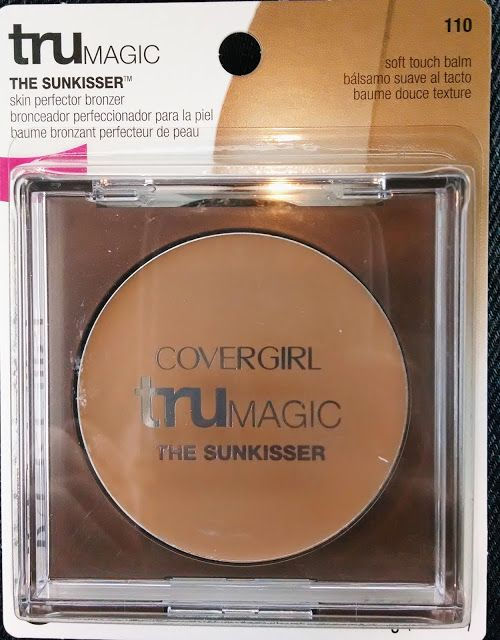 truMAGIC
THE SUNKISSER™
skin perfector bronzer
bronceador perfeccionador para la piel
baume bronzant perfecteur de peau
110
soft touch balm
bálsamo suave al tacto
baume douce texture
COVERGIRL
truMAGIC
THE SUNKISSER